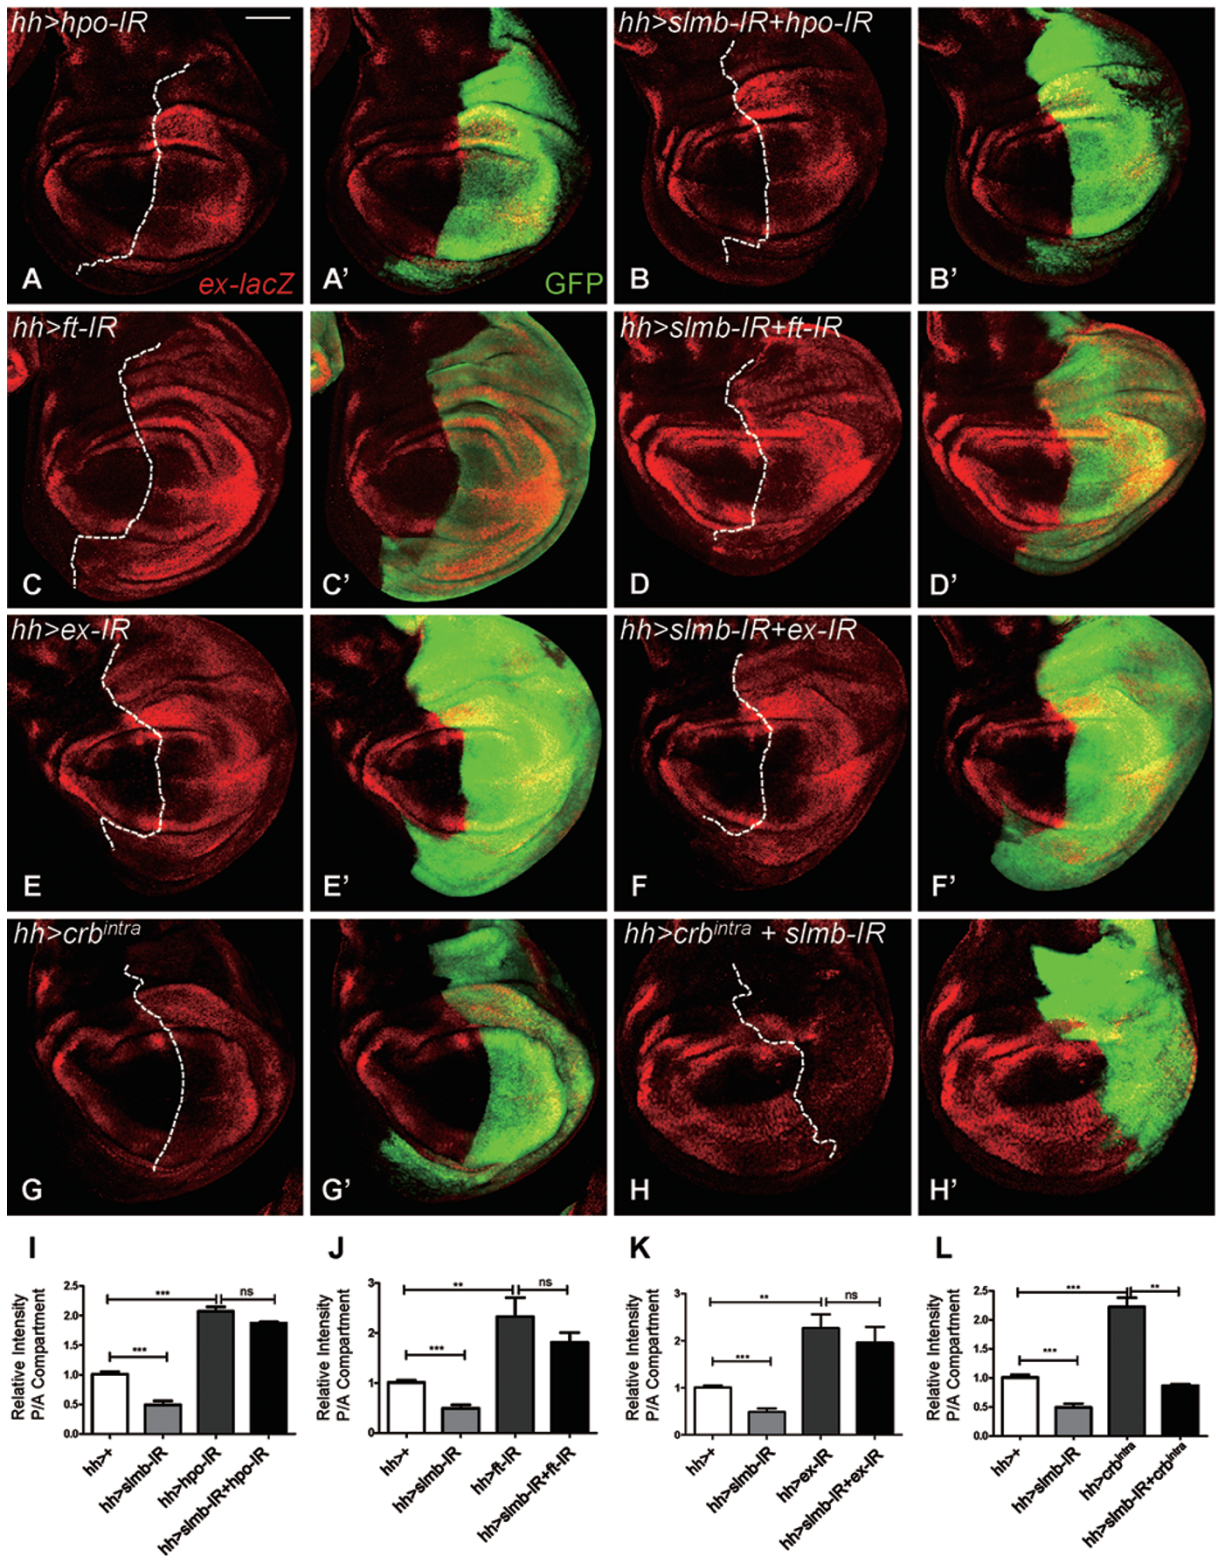 hh>hpo-IR
hh>slmb-IR+hpo-IR
A
ex-lacZ
A'
GFP
B
B'
hh>ft-IR
hh>slmb-IR+ft-IR
C
C'
D
D'
hh>ex-IR
hh>slmb-IR+ex-IR
E
E'
F
F'
hh>crbintra
hh>crbintra + slmb-IR
G
G'
H
H'
I
Relative Intensity
P/A Compartment
2.5
2.0
1.5
1.0
0.5
0.0
***
***
ns
hh>+
hh>slmb-IR
hh>hpo-IR
hh>slmb-IR+hpo-IR
J
Relative Intensity
P/A Compartment
3
2
1
0
**
***
ns
hh>+
hh>slmb-IR
hh>ft-IR
hh>slmb-IR+ft-IR
K
Relative Intensity
P/A Compartment
3
2
1
0
**
***
ns
hh>+
hh>slmb-IR
hh>ex-IR
hh>slmb-IR+ex-IR
L
Relative Intensity
P/A Compartment
2.5
2.0
1.5
1.0
0.5
0.0
***
***
**
hh>+
hh>slmb-IR
hh>crbintra
hh>slmb-IR+crbintra